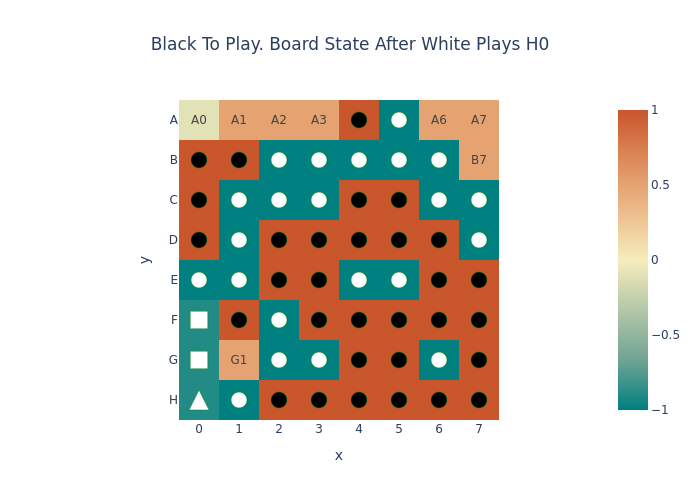 Black To Play. Board State After White Plays H0
A A0 A1 A2 A3 A6 A7 1
B B7
C 0.5
D
y E 0
F −0.5
G G1
H −1
0 1 2 3 4 5 6 7
x